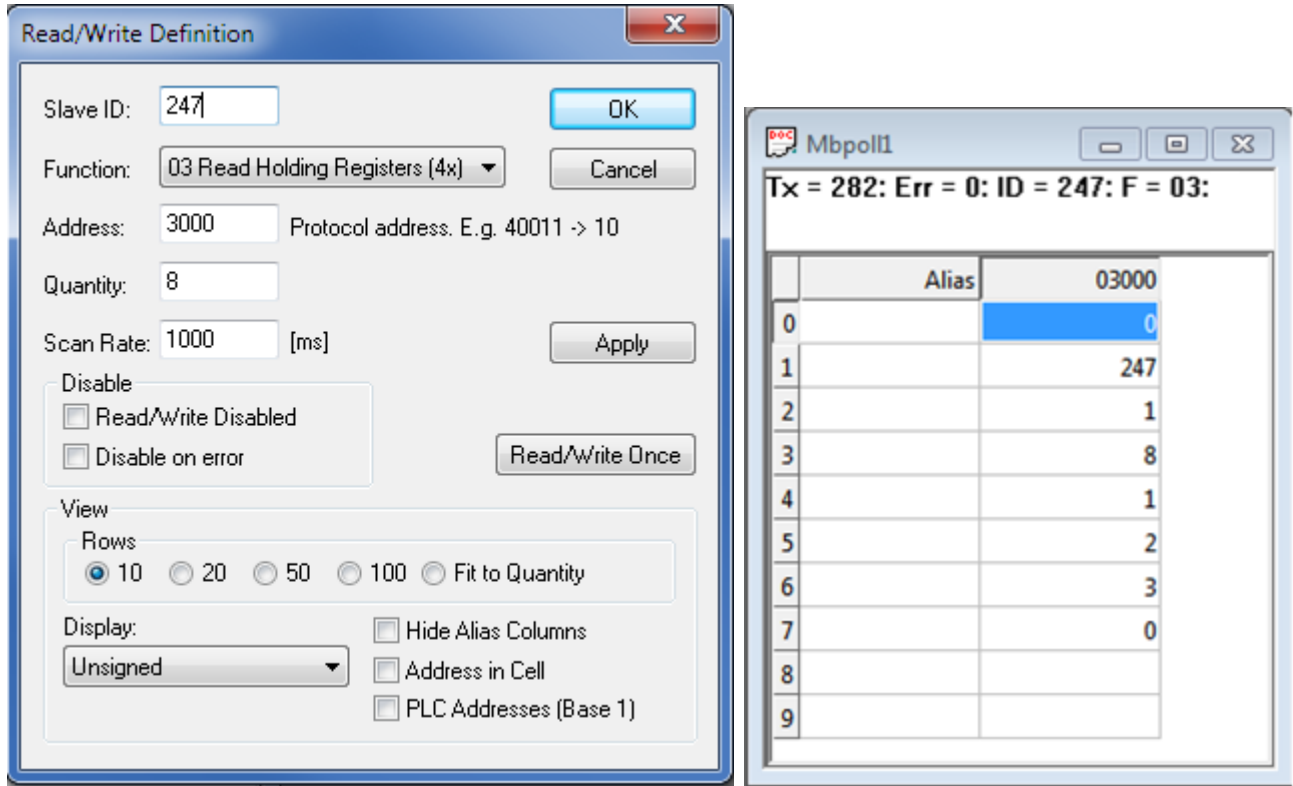 Read/Write Definition
Slave ID: 247 OK
Function: 03 Read Holding Registers (4x) Cancel
Address: 3000 Protocol address. E.g. 40011 -> 10
Quantity: 8
Scan Rate: 1000 [ms] Apply
Disable
Read/Write Disabled
Disable on error
Read/Write Once
View
Rows
10 20 50 100 Fit to Quantity
Display:
Unsigned
Hide Alias Columns
Address in Cell
PLC Addresses (Base 1)
DOC
Mbpoll1
Tx = 282: Err = 0: ID = 247: F = 03:
Alias 03000
0 0
1 247
2 1
3 8
4 1
5 2
6 3
7 0
8
9